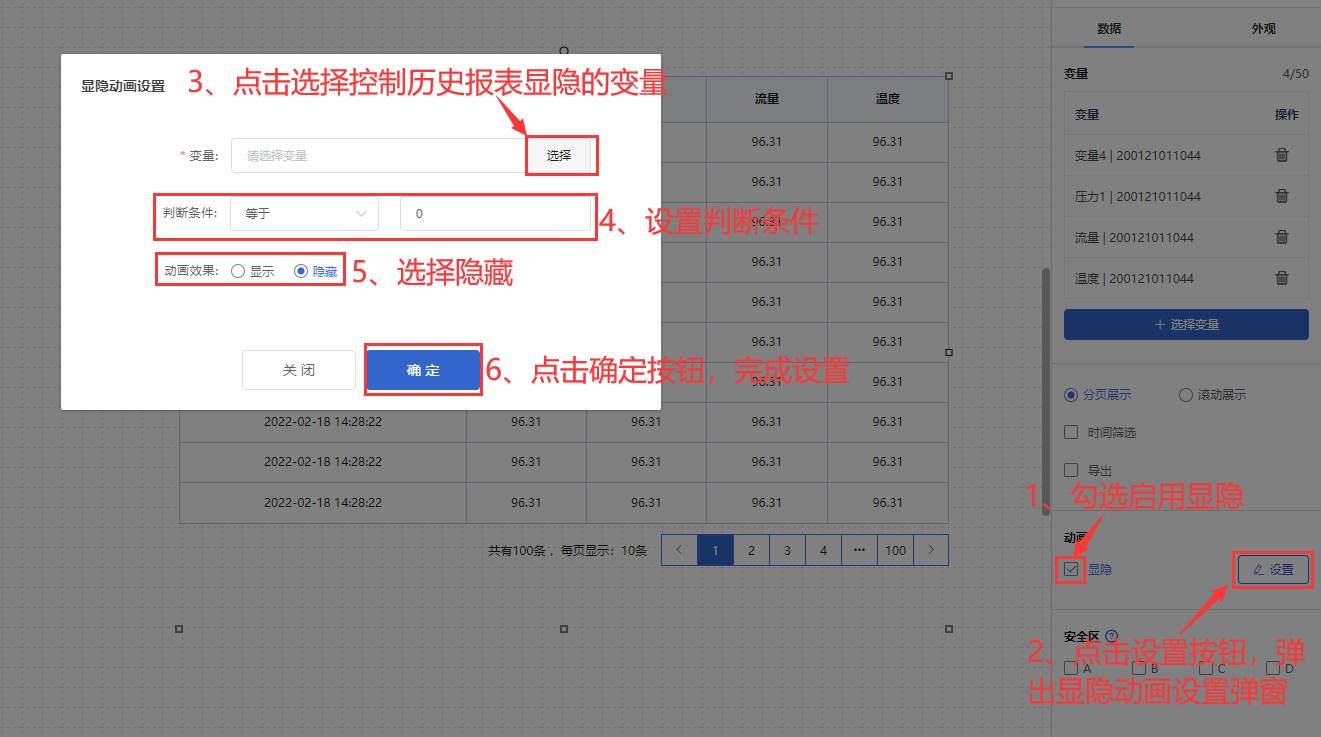 数据
外观
显隐动画设置
3、点击选择控制历史报表显隐的变量
* 变量:
请选择变量
选择
判断条件:
等于
0
4、设置判断条件
动画效果:
显示
隐藏
5、选择隐藏
关 闭
确 定
6、点击确定按钮，完成设置
流量
温度
96.31
96.31
96.31
96.31
96.31
96.31
96.31
96.31
96.31
96.31
96.31
96.31
96.31
2022-02-18 14:28:22
96.31
96.31
96.31
96.31
2022-02-18 14:28:22
96.31
96.31
96.31
96.31
2022-02-18 14:28:22
96.31
96.31
96.31
96.31
共有100条 ，每页显示：10条
1
2
3
4
···
100
变量
4/50
变量
操作
变量4 | 200121011044
压力1 | 200121011044
流量 | 200121011044
温度 | 200121011044
选择变量
分页展示
滚动展示
时间筛选
导出
1、勾选启用显隐
动画
显隐
设置
安全区
2、点击设置按钮，弹
出显隐动画设置弹窗
A
B
C
D